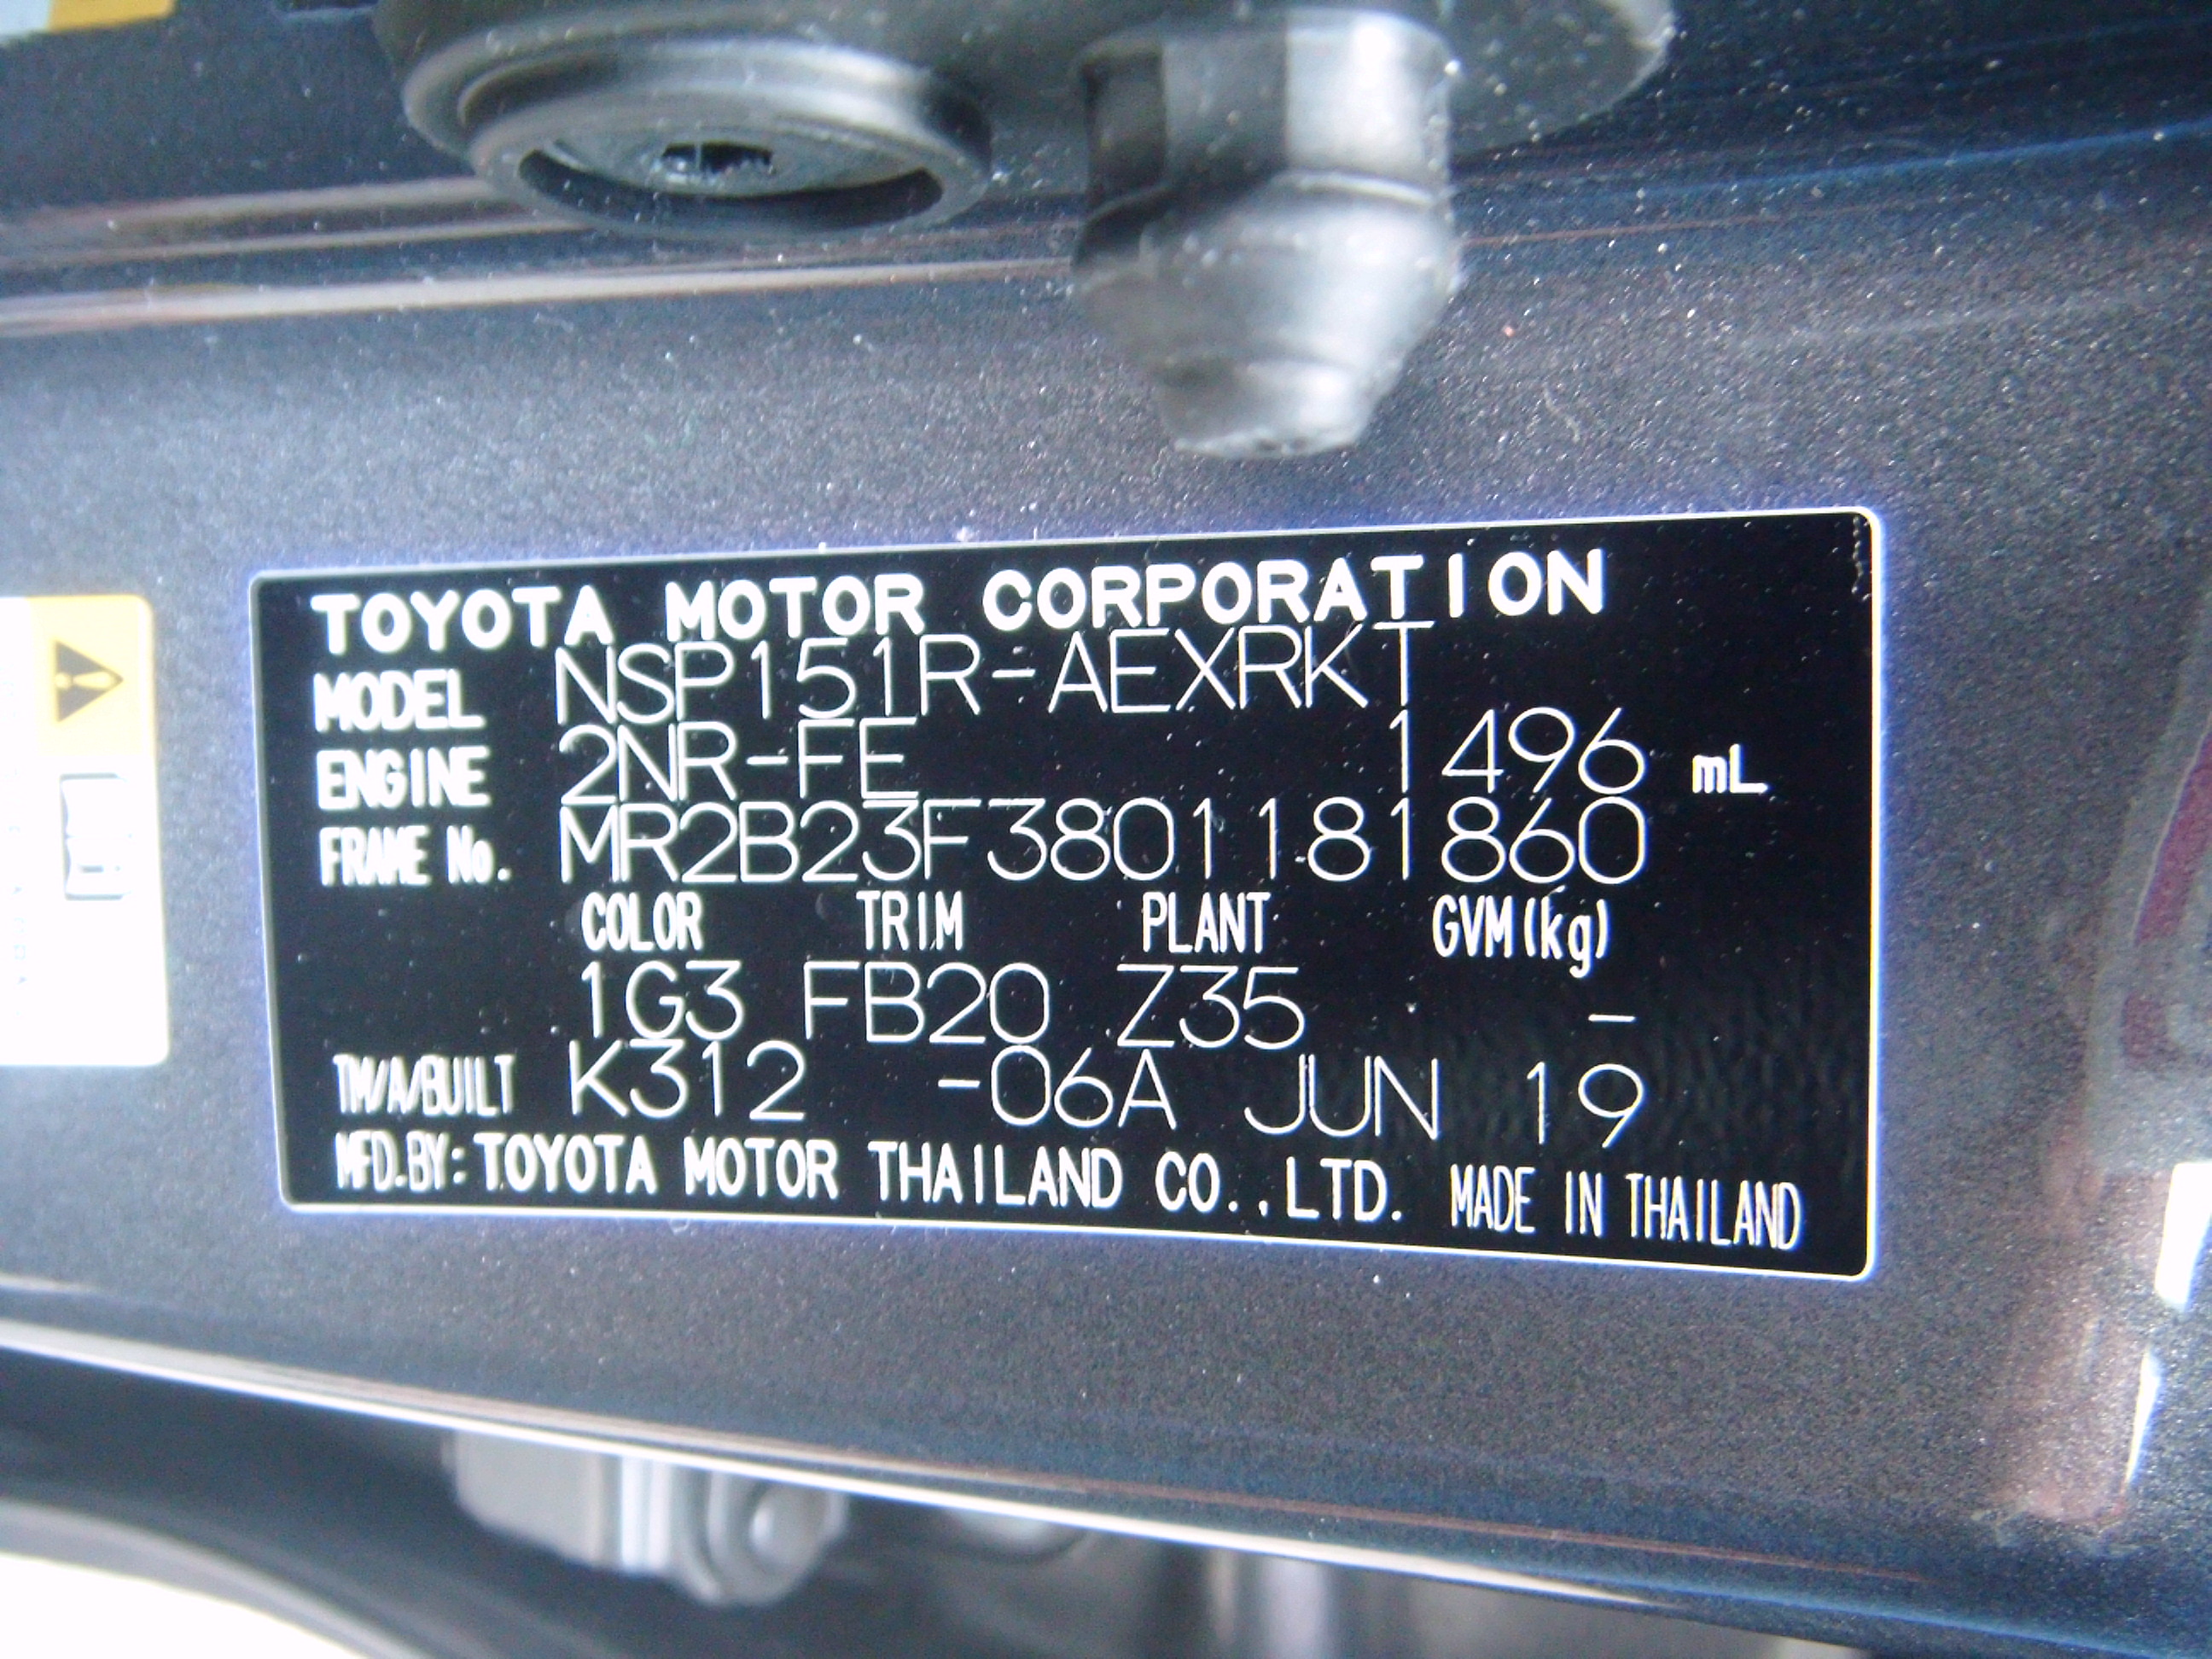 TOYOTA MOTOR CORPORATION
MODEL NSP151R-AEXRKT
ENGINE 2NR-FE 1496 mL
FRAME No. MR2B23F3801181860
COLOR TRIM PLANT GVM(kg)
1G3 FB20 Z35 -
TM/A/BUILT K312 -06A JUN 19
MFD.BY: TOYOTA MOTOR THAILAND CO.,LTD. MADE IN THAILAND